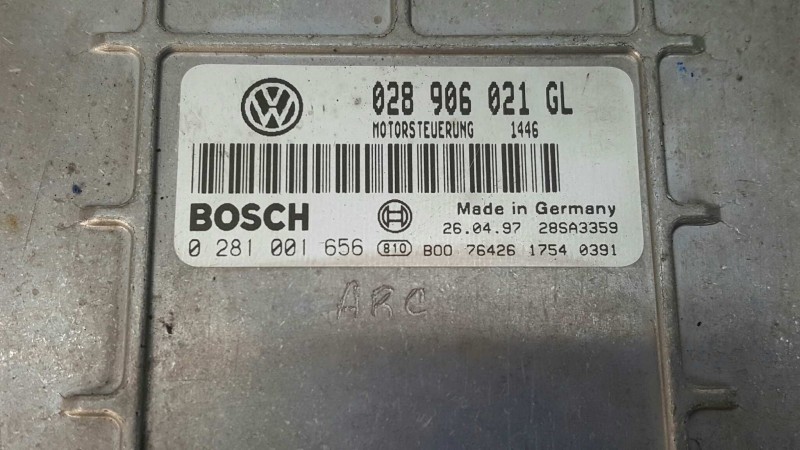 028 906 021 GL
MOTORSTEUERUNG 1446
BOSCH
Made in Germany
26.04.97 28SA3359
0 281 001 656 810 B00 76426 1754 0391
ARC